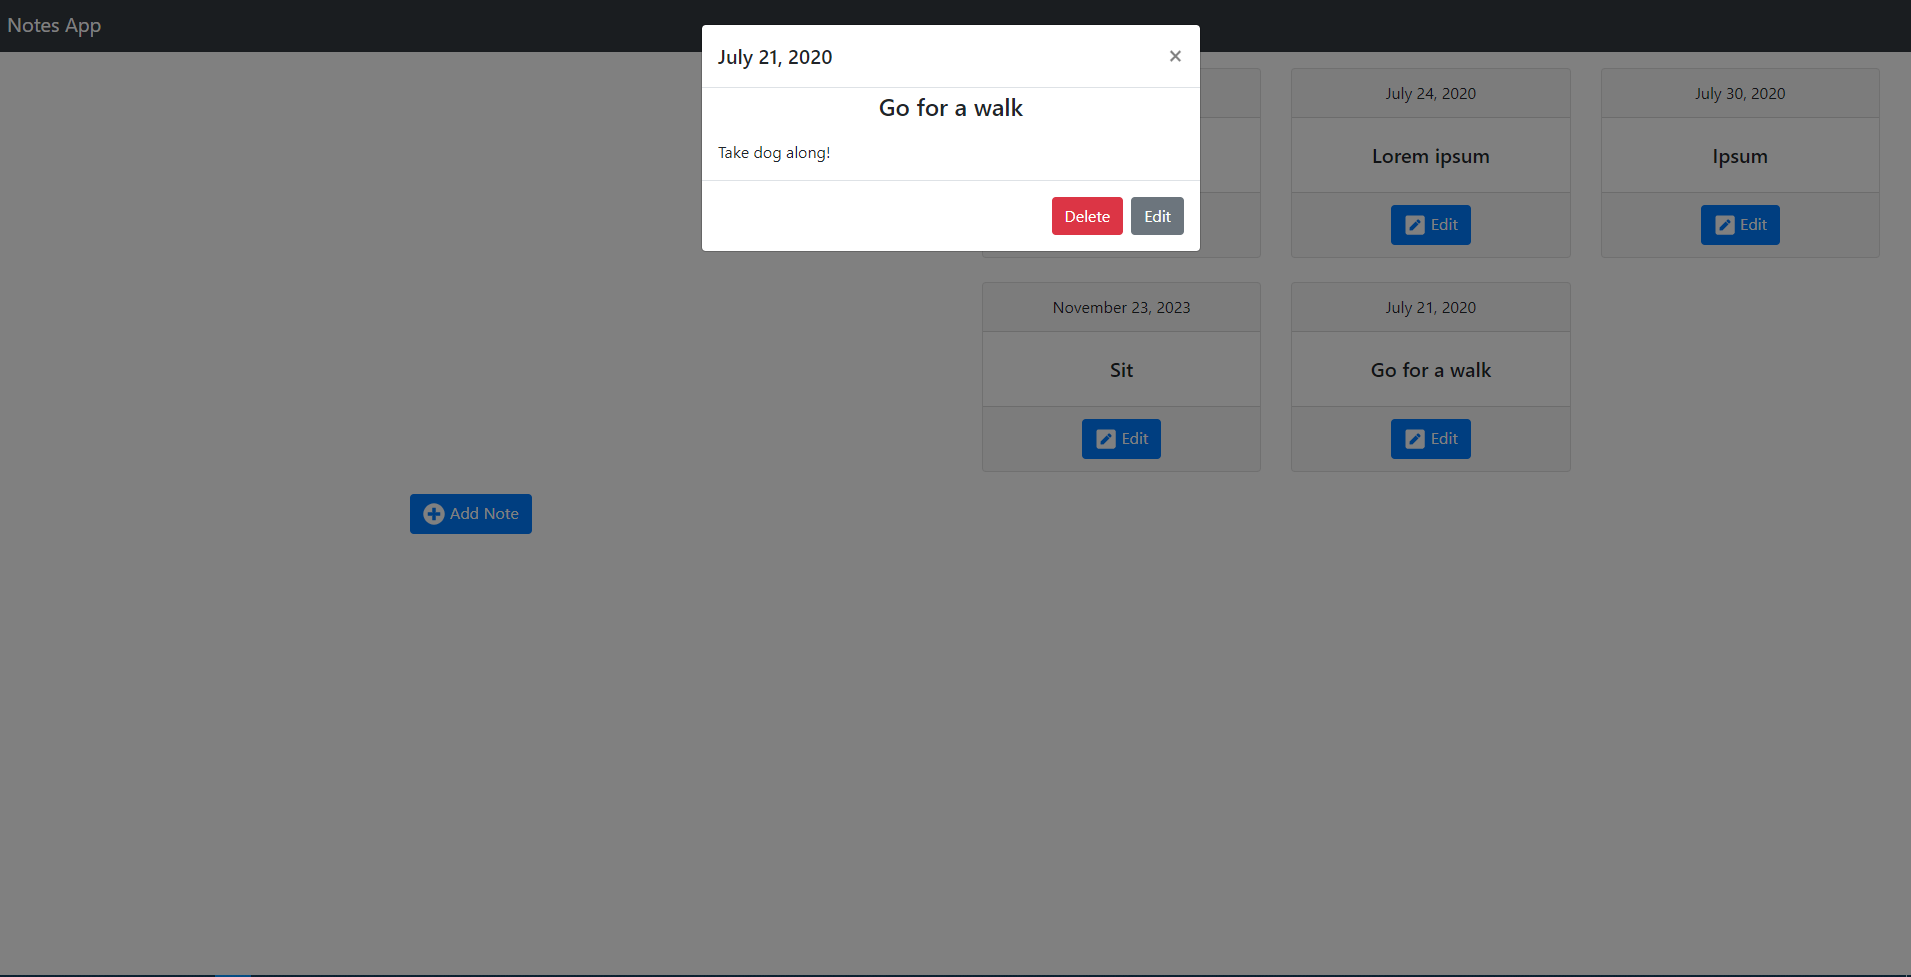 Notes App
July 21, 2020
×
Go for a walk
Take dog along!
Delete Edit
July 24, 2020
Lorem ipsum
Edit
July 30, 2020
Ipsum
Edit
November 23, 2023
Sit
Edit
July 21, 2020
Go for a walk
Edit
Add Note